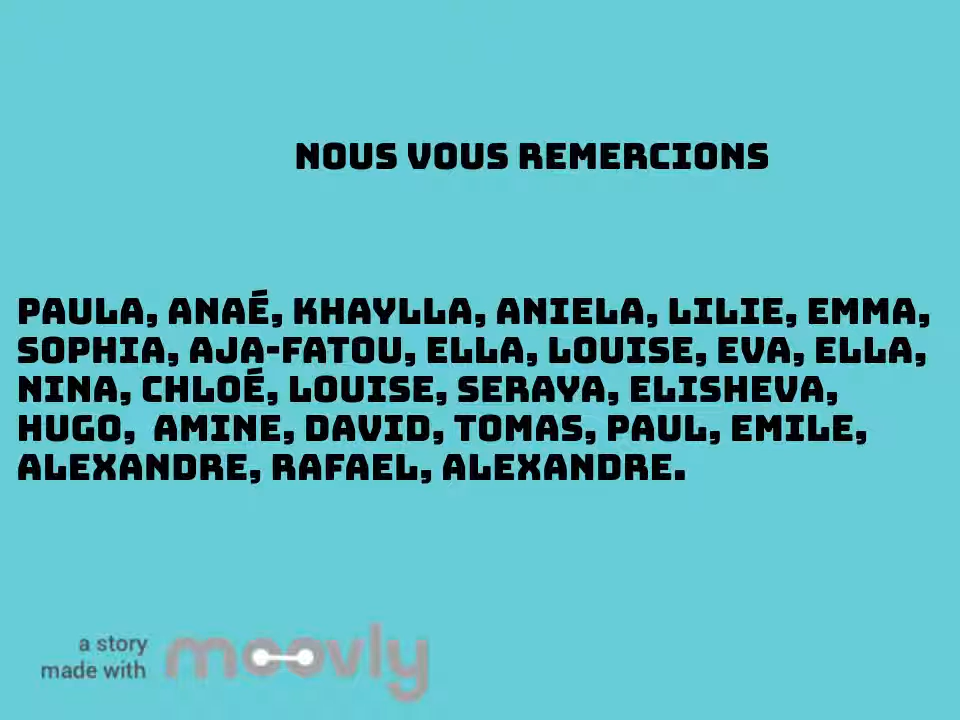 NOUS VOUS REMERCIONS
PAULA, ANAÉ, KHAYLLA, ANIELA, LILIE, EMMA,
SOPHIA, AJA-FATOU, ELLA, LOUISE, EVA, ELLA,
NINA, CHLOÉ, LOUISE, SERAYA, ELISHEVA,
HUGO, AMINE, DAVID, TOMAS, PAUL, EMILE,
ALEXANDRE, RAFAEL, ALEXANDRE.
a story
made with moovly